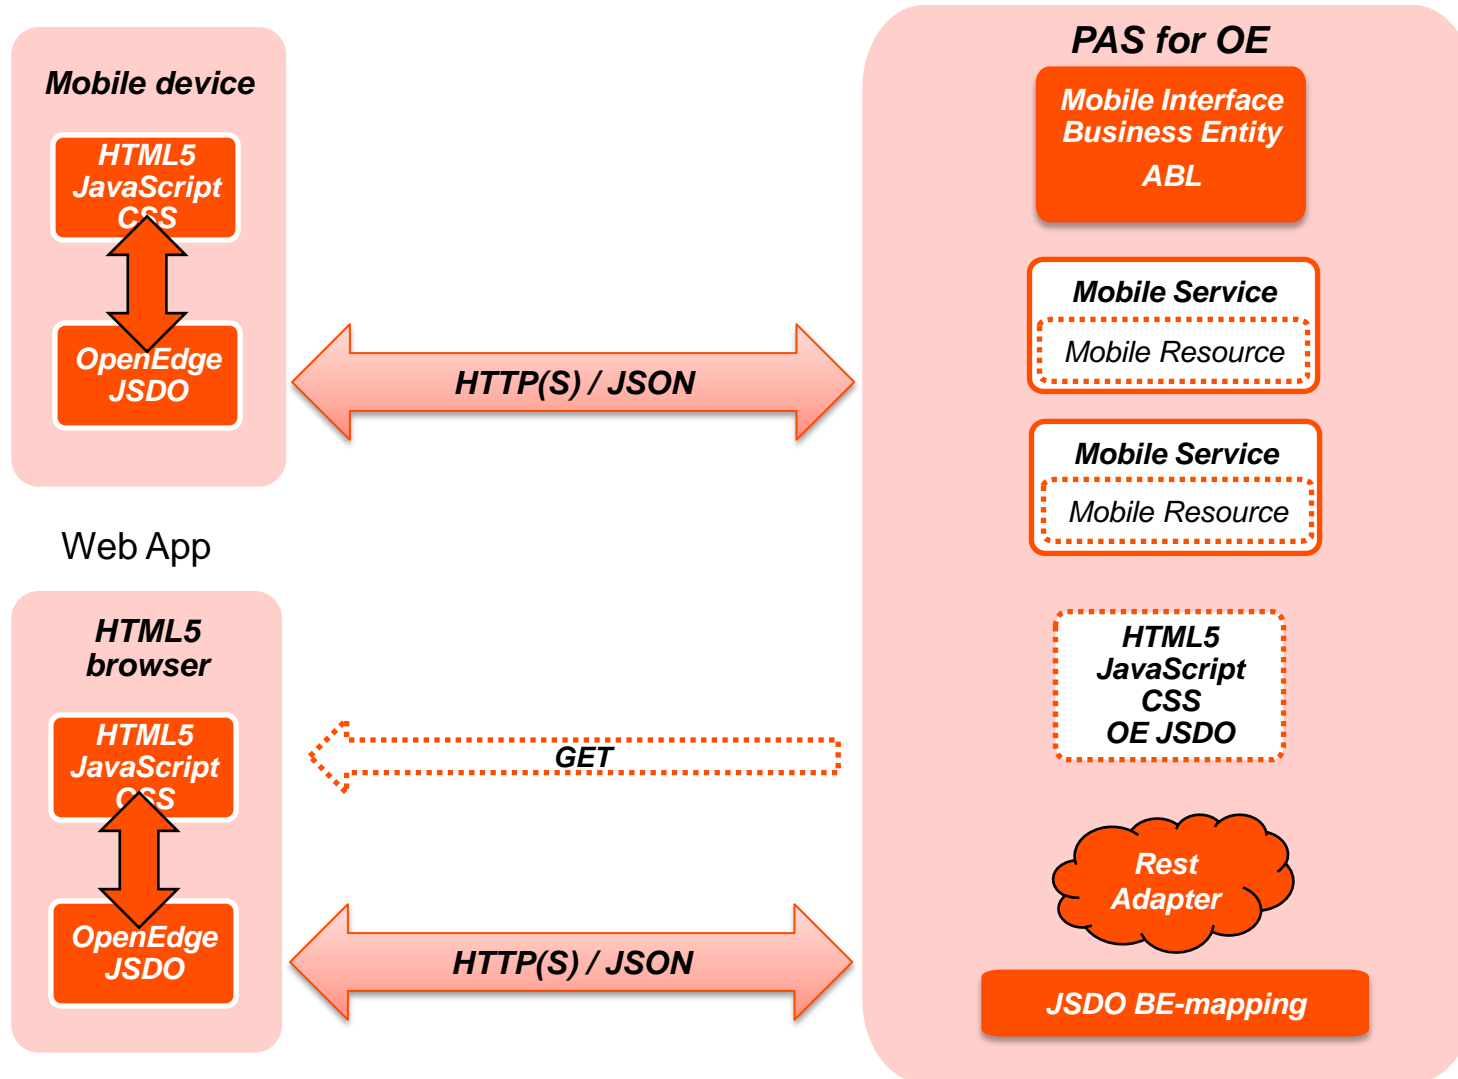 Mobile device
HTML5
JavaScript
CSS
OpenEdge
JSDO
HTTP(S) / JSON
Web App
HTML5
browser
HTML5
JavaScript
CSS
OpenEdge
JSDO
GET
HTTP(S) / JSON
PAS for OE
Mobile Interface
Business Entity
ABL
Mobile Service
Mobile Resource
Mobile Service
Mobile Resource
HTML5
JavaScript
CSS
OE JSDO
Rest
Adapter
JSDO BE-mapping